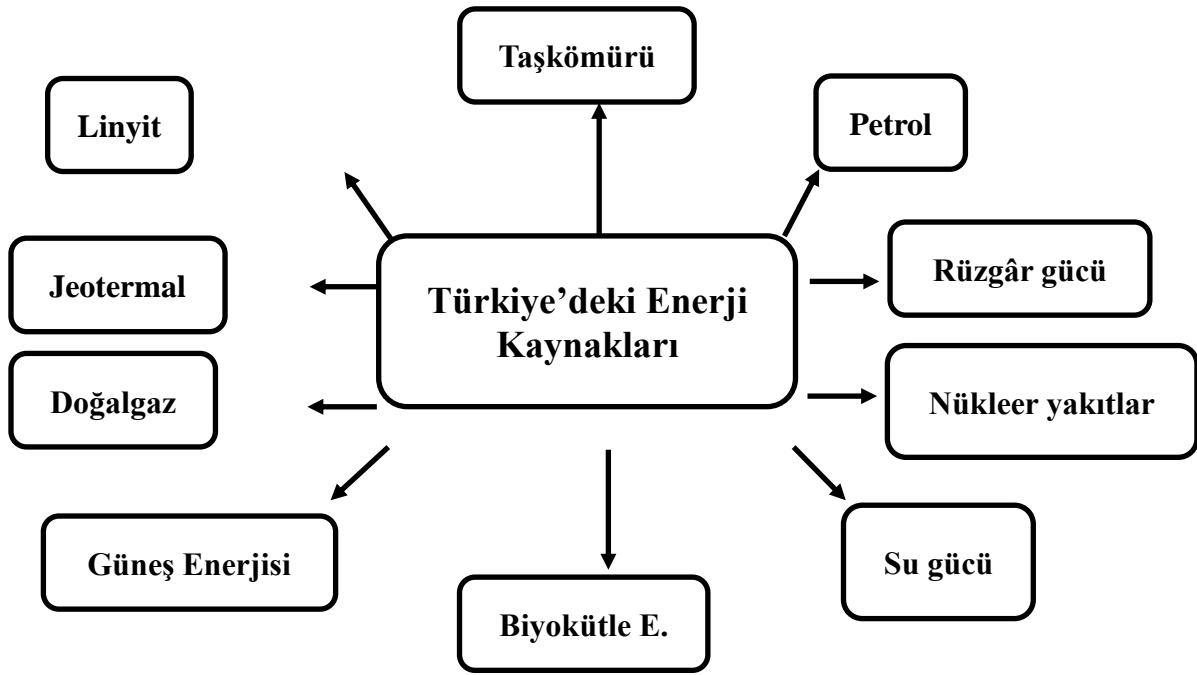 Taşkömürü
Linyit
Petrol
Jeotermal
Rüzgâr gücü
Türkiye’deki Enerji
Kaynakları
Doğalgaz
Nükleer yakıtlar
Güneş Enerjisi
Su gücü
Biyokütle E.